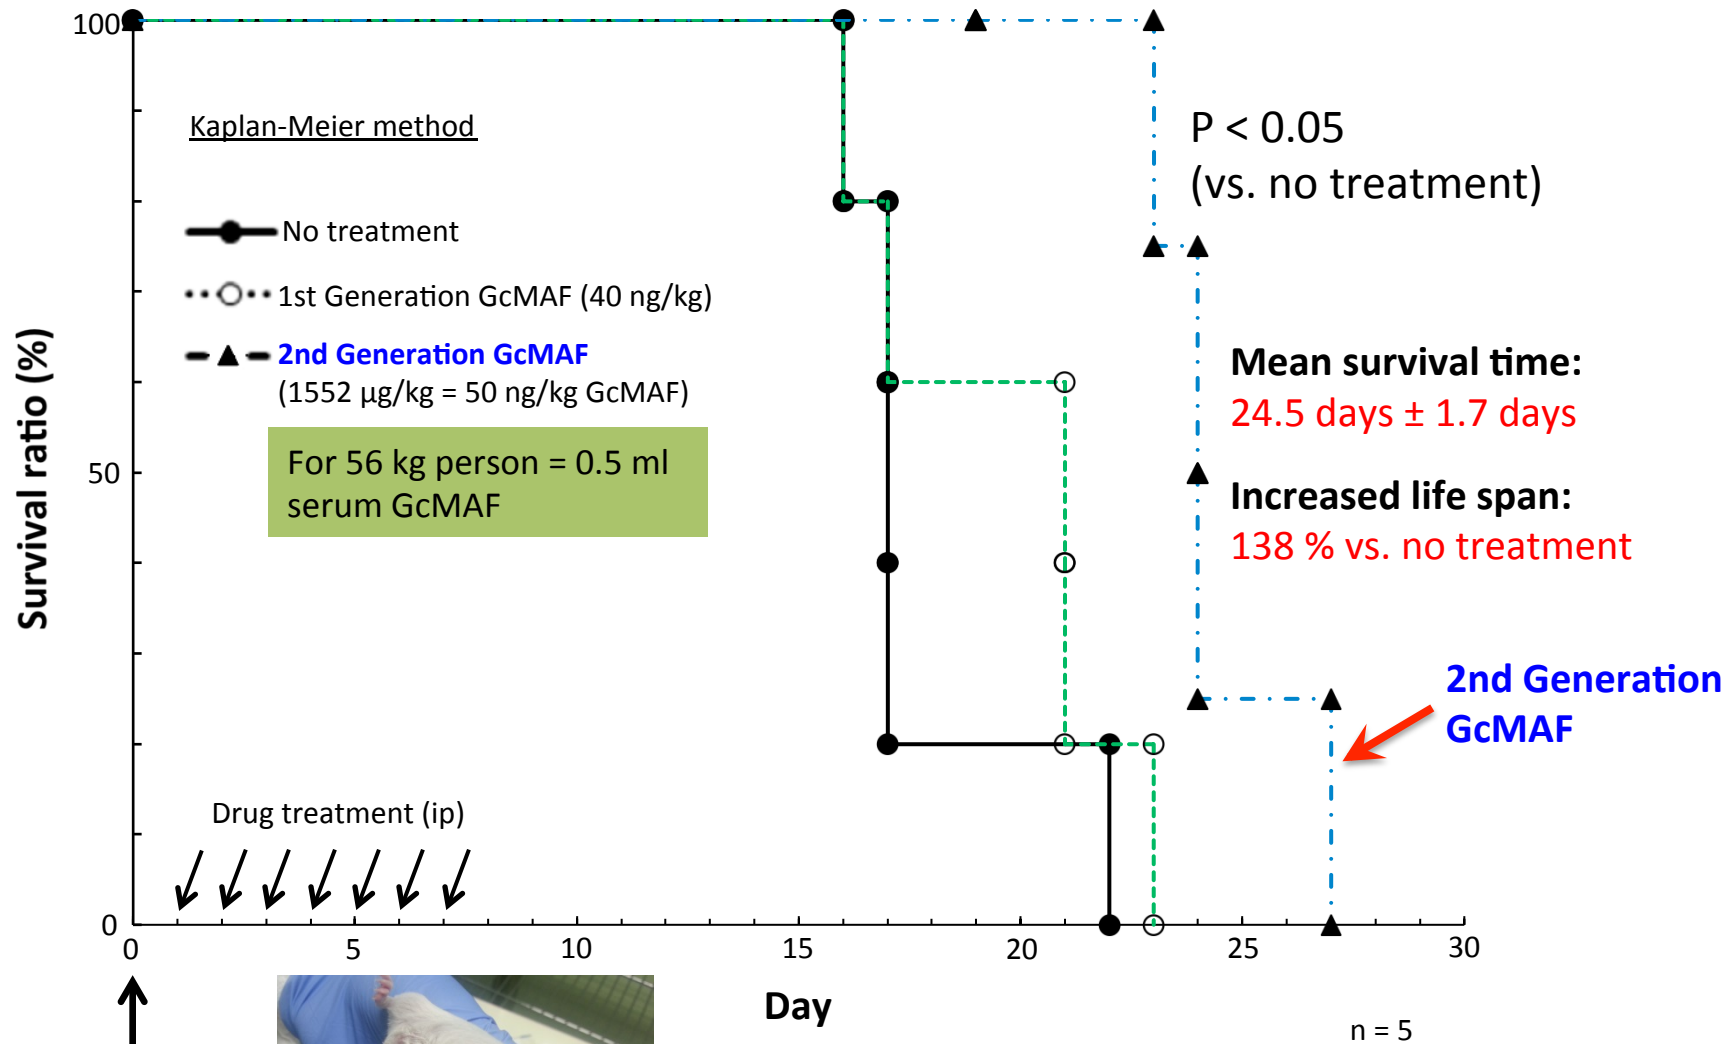 100
Kaplan-Meier method
P < 0.05
(vs. no treatment)
No treatment
1st Generation GcMAF (40 ng/kg)
2nd Generation GcMAF
(1552 µg/kg = 50 ng/kg GcMAF)
For 56 kg person = 0.5 ml
serum GcMAF
Mean survival time:
24.5 days ± 1.7 days
Increased life span:
138 % vs. no treatment
Survival ratio (%)
50
2nd Generation
GcMAF
Drug treatment (ip)
0
0 5 10 15 20 25 30
Day
n = 5